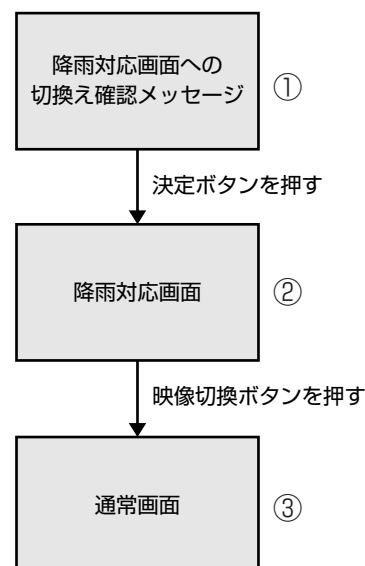 降雨対応画面への
切換え確認メッセージ
①
決定ボタンを押す
降雨対応画面
②
映像切換ボタンを押す
通常画面
③